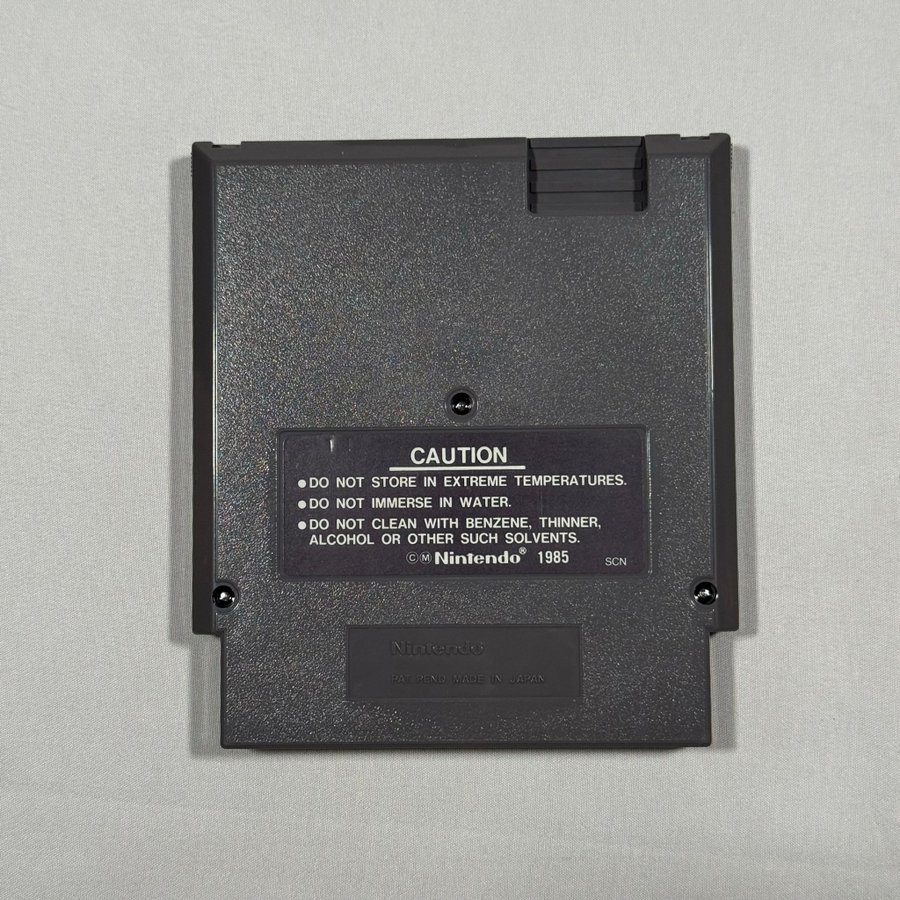 CAUTION
● DO NOT STORE IN EXTREME TEMPERATURES.
● DO NOT IMMERSE IN WATER.
● DO NOT CLEAN WITH BENZENE, THINNER,
ALCOHOL OR OTHER SUCH SOLVENTS.
ⒸⓂ Nintendo® 1985 SCN
Nintendo
PAT. PEND. MADE IN JAPAN